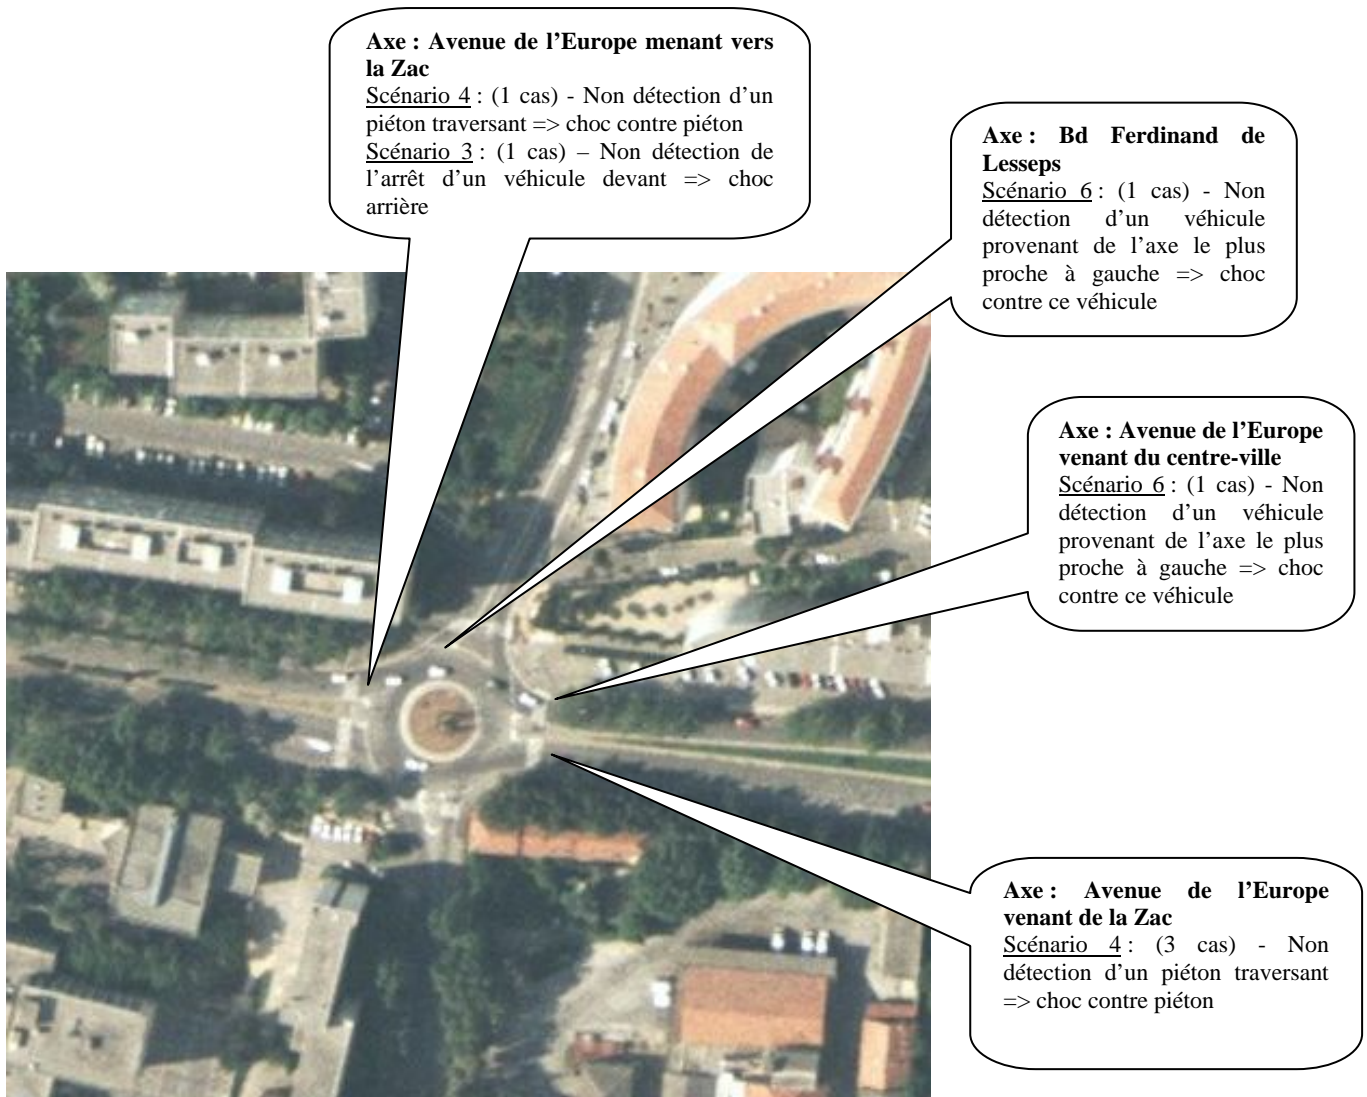 Axe : Avenue de l’Europe menant vers
la Zac
Scénario 4 : (1 cas) - Non détection d’un
piéton traversant => choc contre piéton
Scénario 3 : (1 cas) – Non détection de
l’arrêt d’un véhicule devant => choc
arrière
Axe : Bd Ferdinand de
Lesseps
Scénario 6 : (1 cas) - Non
détection d’un véhicule
provenant de l’axe le plus
proche à gauche => choc
contre ce véhicule
Axe : Avenue de l’Europe
venant du centre-ville
Scénario 6 : (1 cas) - Non
détection d’un véhicule
provenant de l’axe le plus
proche à gauche => choc
contre ce véhicule
Axe : Avenue de l’Europe
venant de la Zac
Scénario 4 : (3 cas) - Non
détection d’un piéton traversant
=> choc contre piéton